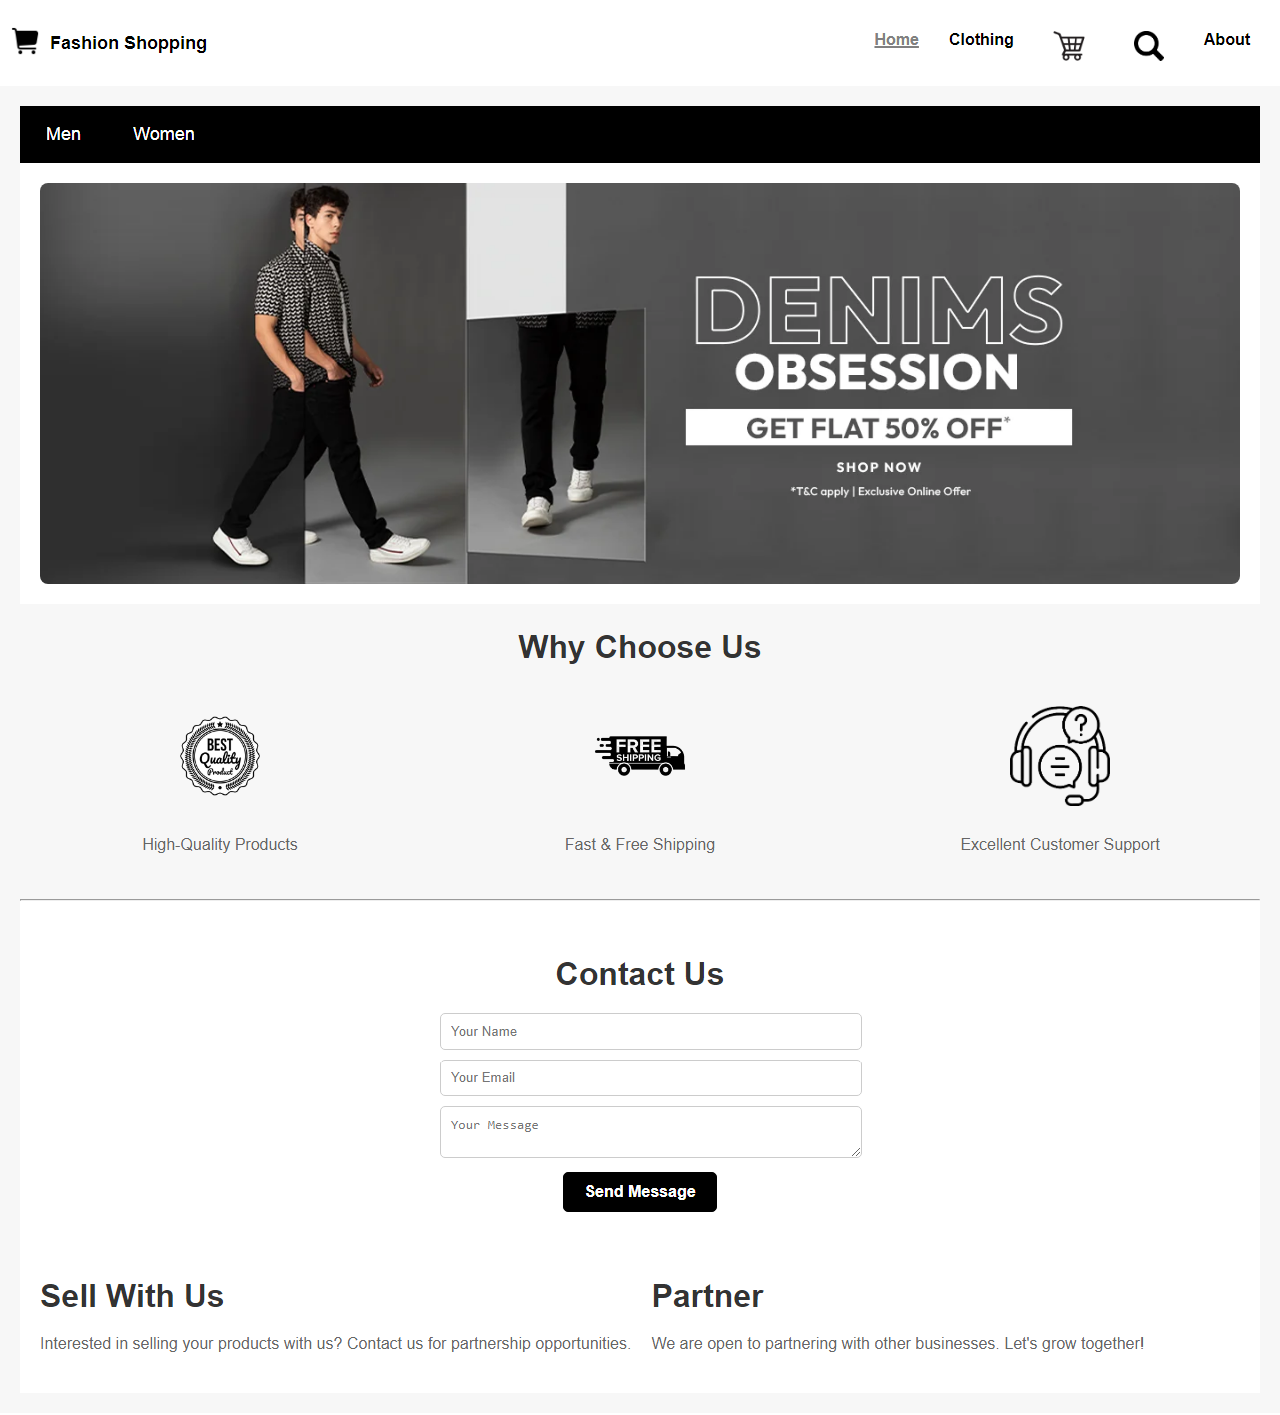 Fashion Shopping
Home
Clothing
About
Men
Women
DENIMS
OBSESSION
GET FLAT 50% OFF*
SHOP NOW
*T&C apply | Exclusive Online Offer
Why Choose Us
BEST
Quality
Product
FREE
SHIPPING
?
High-Quality Products
Fast & Free Shipping
Excellent Customer Support
Contact Us
Your Name
Your Email
Your Message
Send Message
Sell With Us
Interested in selling your products with us? Contact us for partnership opportunities.
Partner
We are open to partnering with other businesses. Let's grow together!